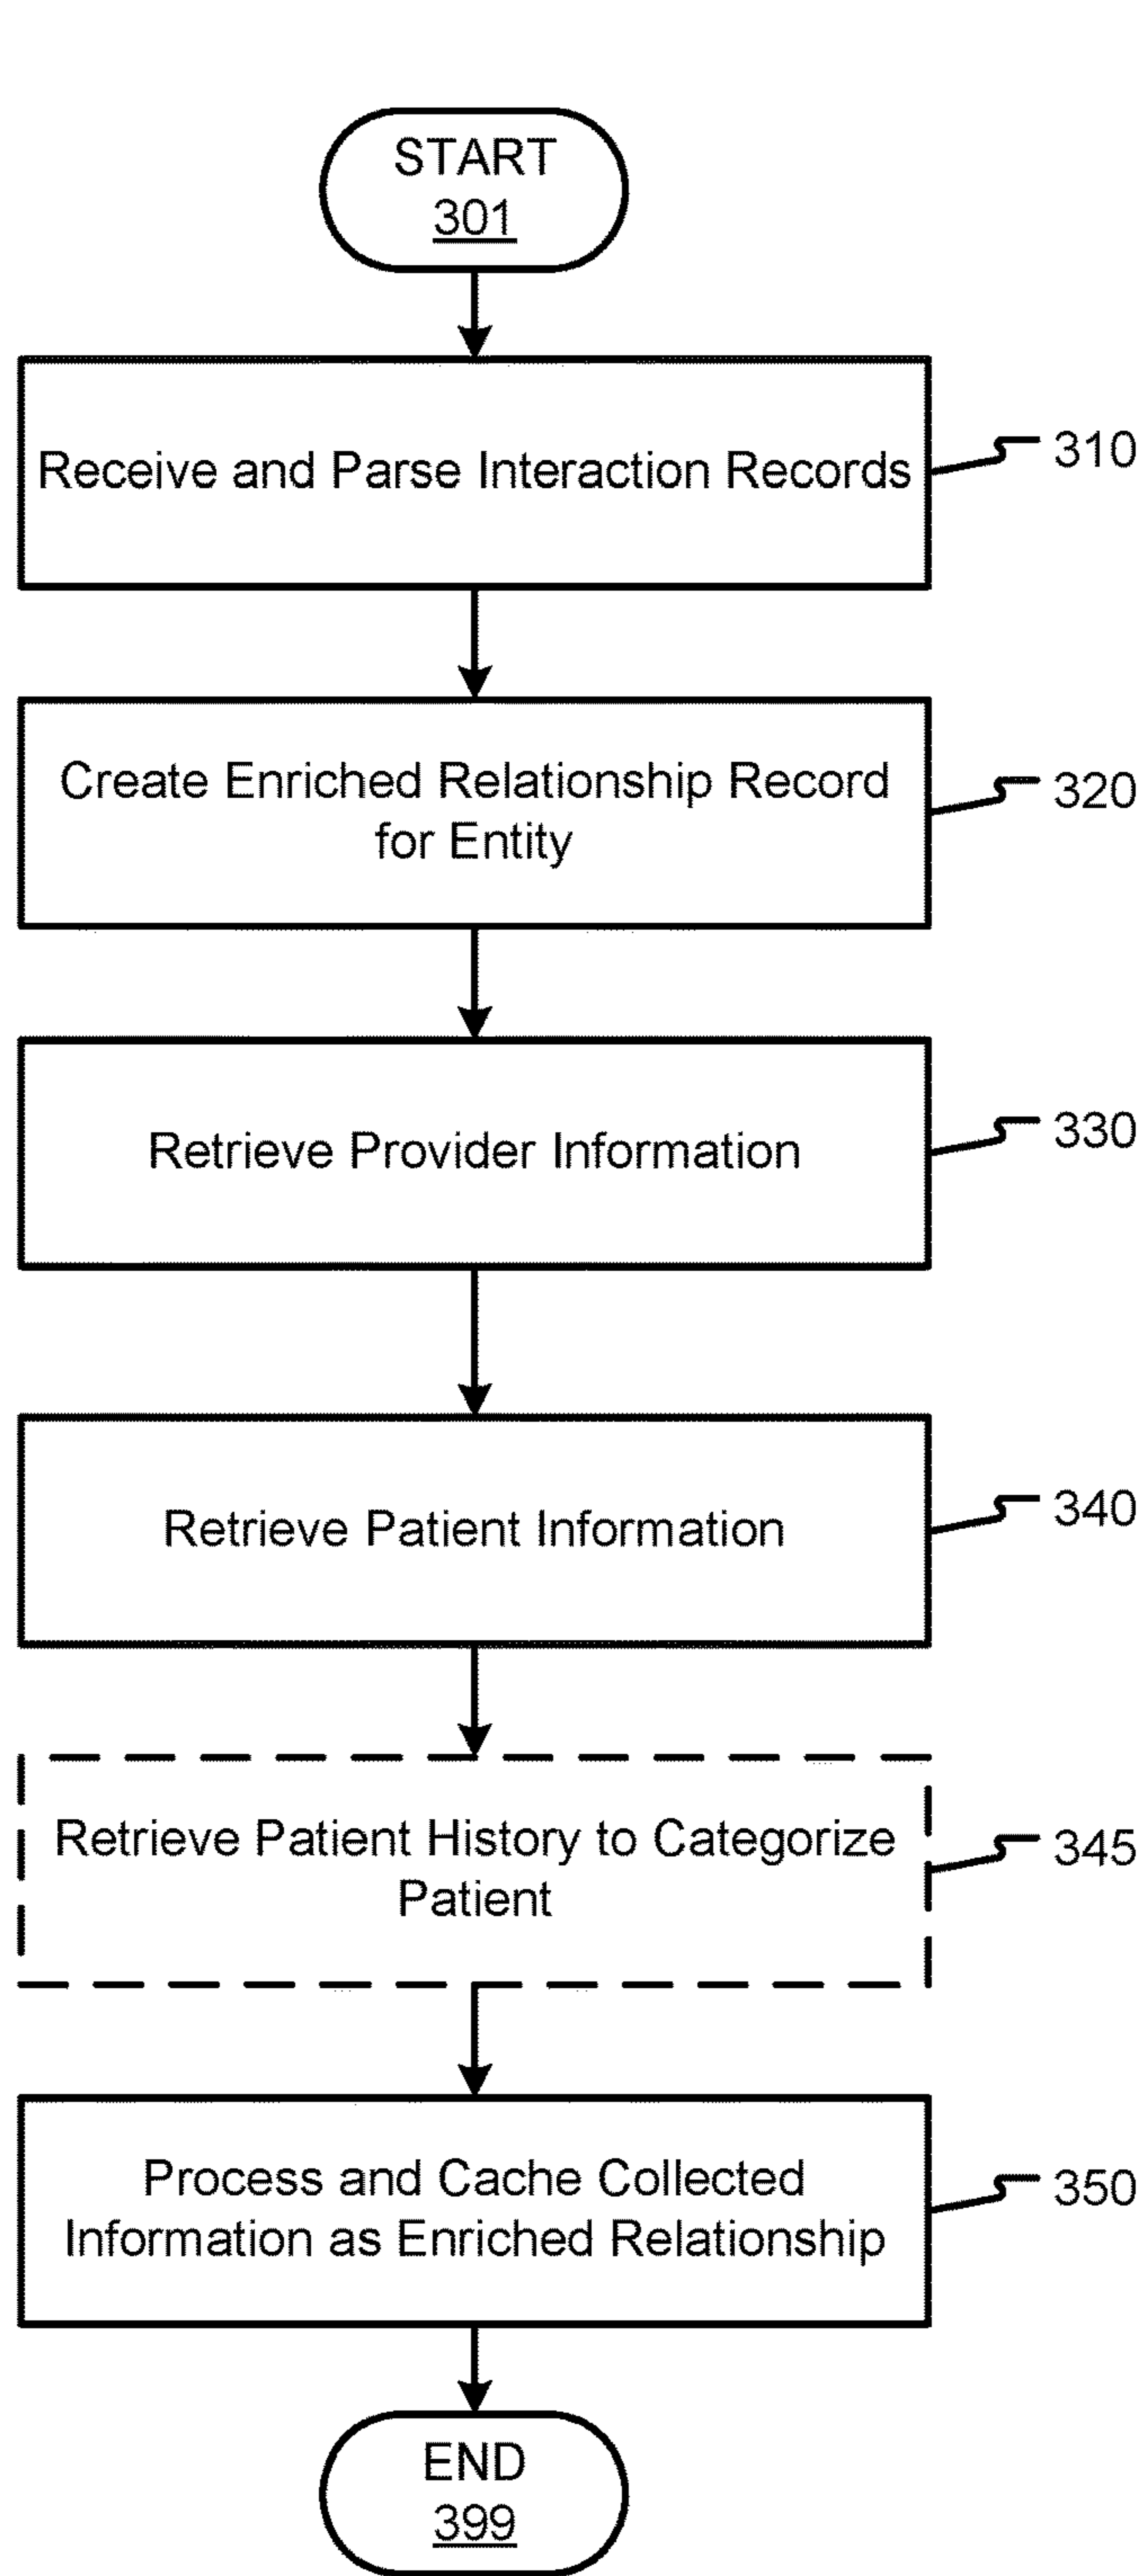 START
301
Receive and Parse Interaction Records
310
Create Enriched Relationship Record
for Entity
320
Retrieve Provider Information
330
Retrieve Patient Information
340
Retrieve Patient History to Categorize
Patient
345
Process and Cache Collected
Information as Enriched Relationship
350
END
399